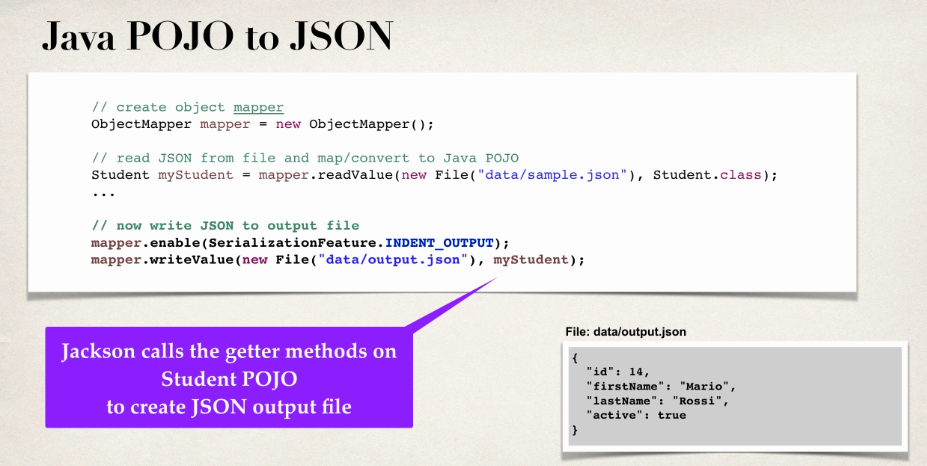 Java POJO to JSON
// create object mapper
ObjectMapper mapper = new ObjectMapper();
// read JSON from file and map/convert to Java POJO
Student myStudent = mapper.readValue(new File("data/sample.json"), Student.class);
...
// now write JSON to output file
mapper.enable(SerializationFeature.INDENT_OUTPUT);
mapper.writeValue(new File("data/output.json"), myStudent);
Jackson calls the getter methods on
Student POJO
to create JSON output file
File: data/output.json
{
"id": 14,
"firstName": "Mario",
"lastName": "Rossi",
"active": true
}